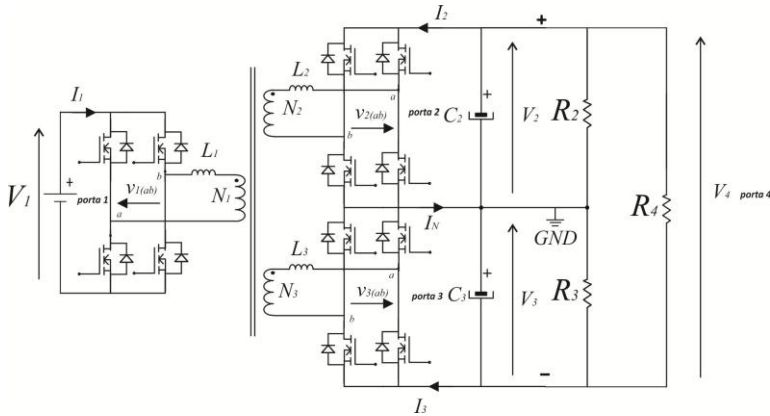 I2
+
L2
N2
a
b
v2(ab)
porta 2
C2
+
V2
R2
I1
V1
+
porta 1
v1(ab)
a
b
L1
N1
IN
GND
R4
V4
porta 4
L3
N3
a
b
v3(ab)
porta 3
C3
+
V3
R3
−
I3